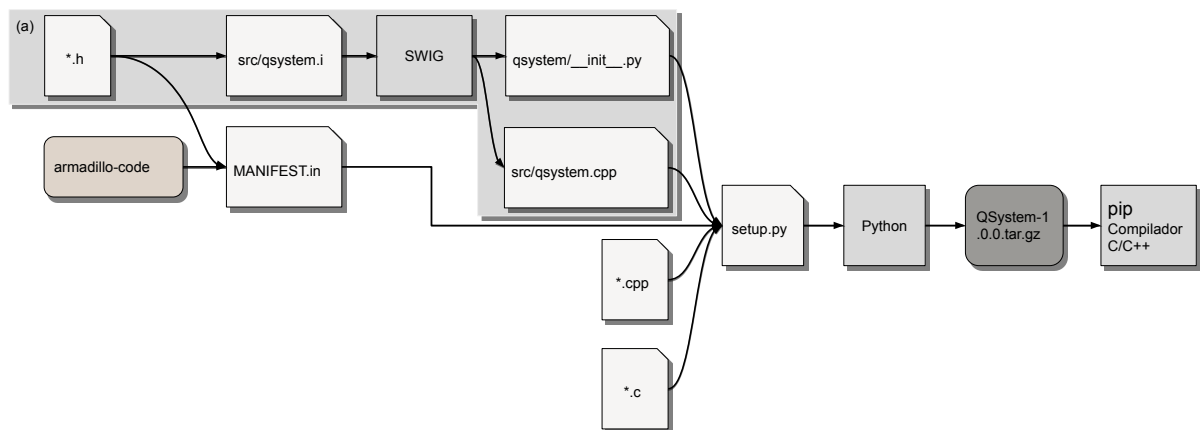 (a)
*.h
src/qsystem.i
SWIG
qsystem/__init__.py
armadillo-code
MANIFEST.in
src/qsystem.cpp
setup.py
Python
QSystem-1
.0.0.tar.gz
pip
Compilador
C/C++
*.cpp
*.c